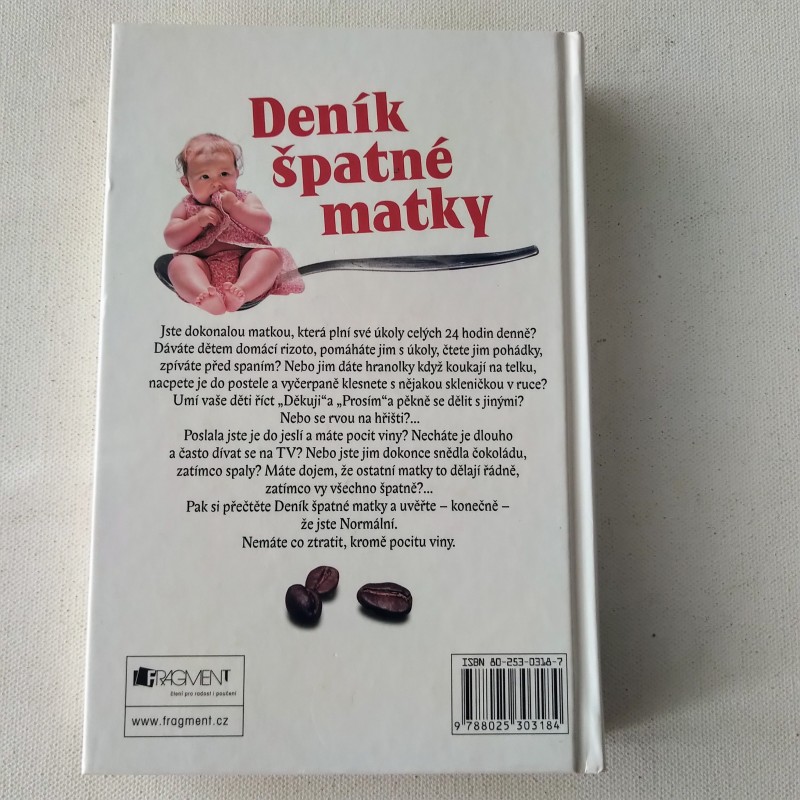 Deník
špatné
matky
Jste dokonalou matkou, která plní své úkoly celých 24 hodin denně?
Dáváte dětem domácí rizoto, pomáháte jim s úkoly, čtete jim pohádky,
zpíváte před spaním? Nebo jim dáte hranolky když koukají na telku,
nacpete je do postele a vyčerpaně klesnete s nějakou skleničkou v ruce?
Umí vaše děti říct „Děkuji“a „Prosím“a pěkně se dělit s jinými?
Nebo se rvou na hřišti?...
Poslala jste je do jeslí a máte pocit viny? Necháte je dlouho
a často dívat se na TV? Nebo jste jim dokonce snědla čokoládu,
zatímco spaly? Máte dojem, že ostatní matky to dělají řádně,
zatímco vy všechno špatně?...
Pak si přečtěte Deník špatné matky a uvěřte – konečně –
že jste Normální.
Nemáte co ztratit, kromě pocitu viny.
FRAGMENT
čtení pro radost i poučení
www.fragment.cz
ISBN 80-253-0318-7
9 788025 303184